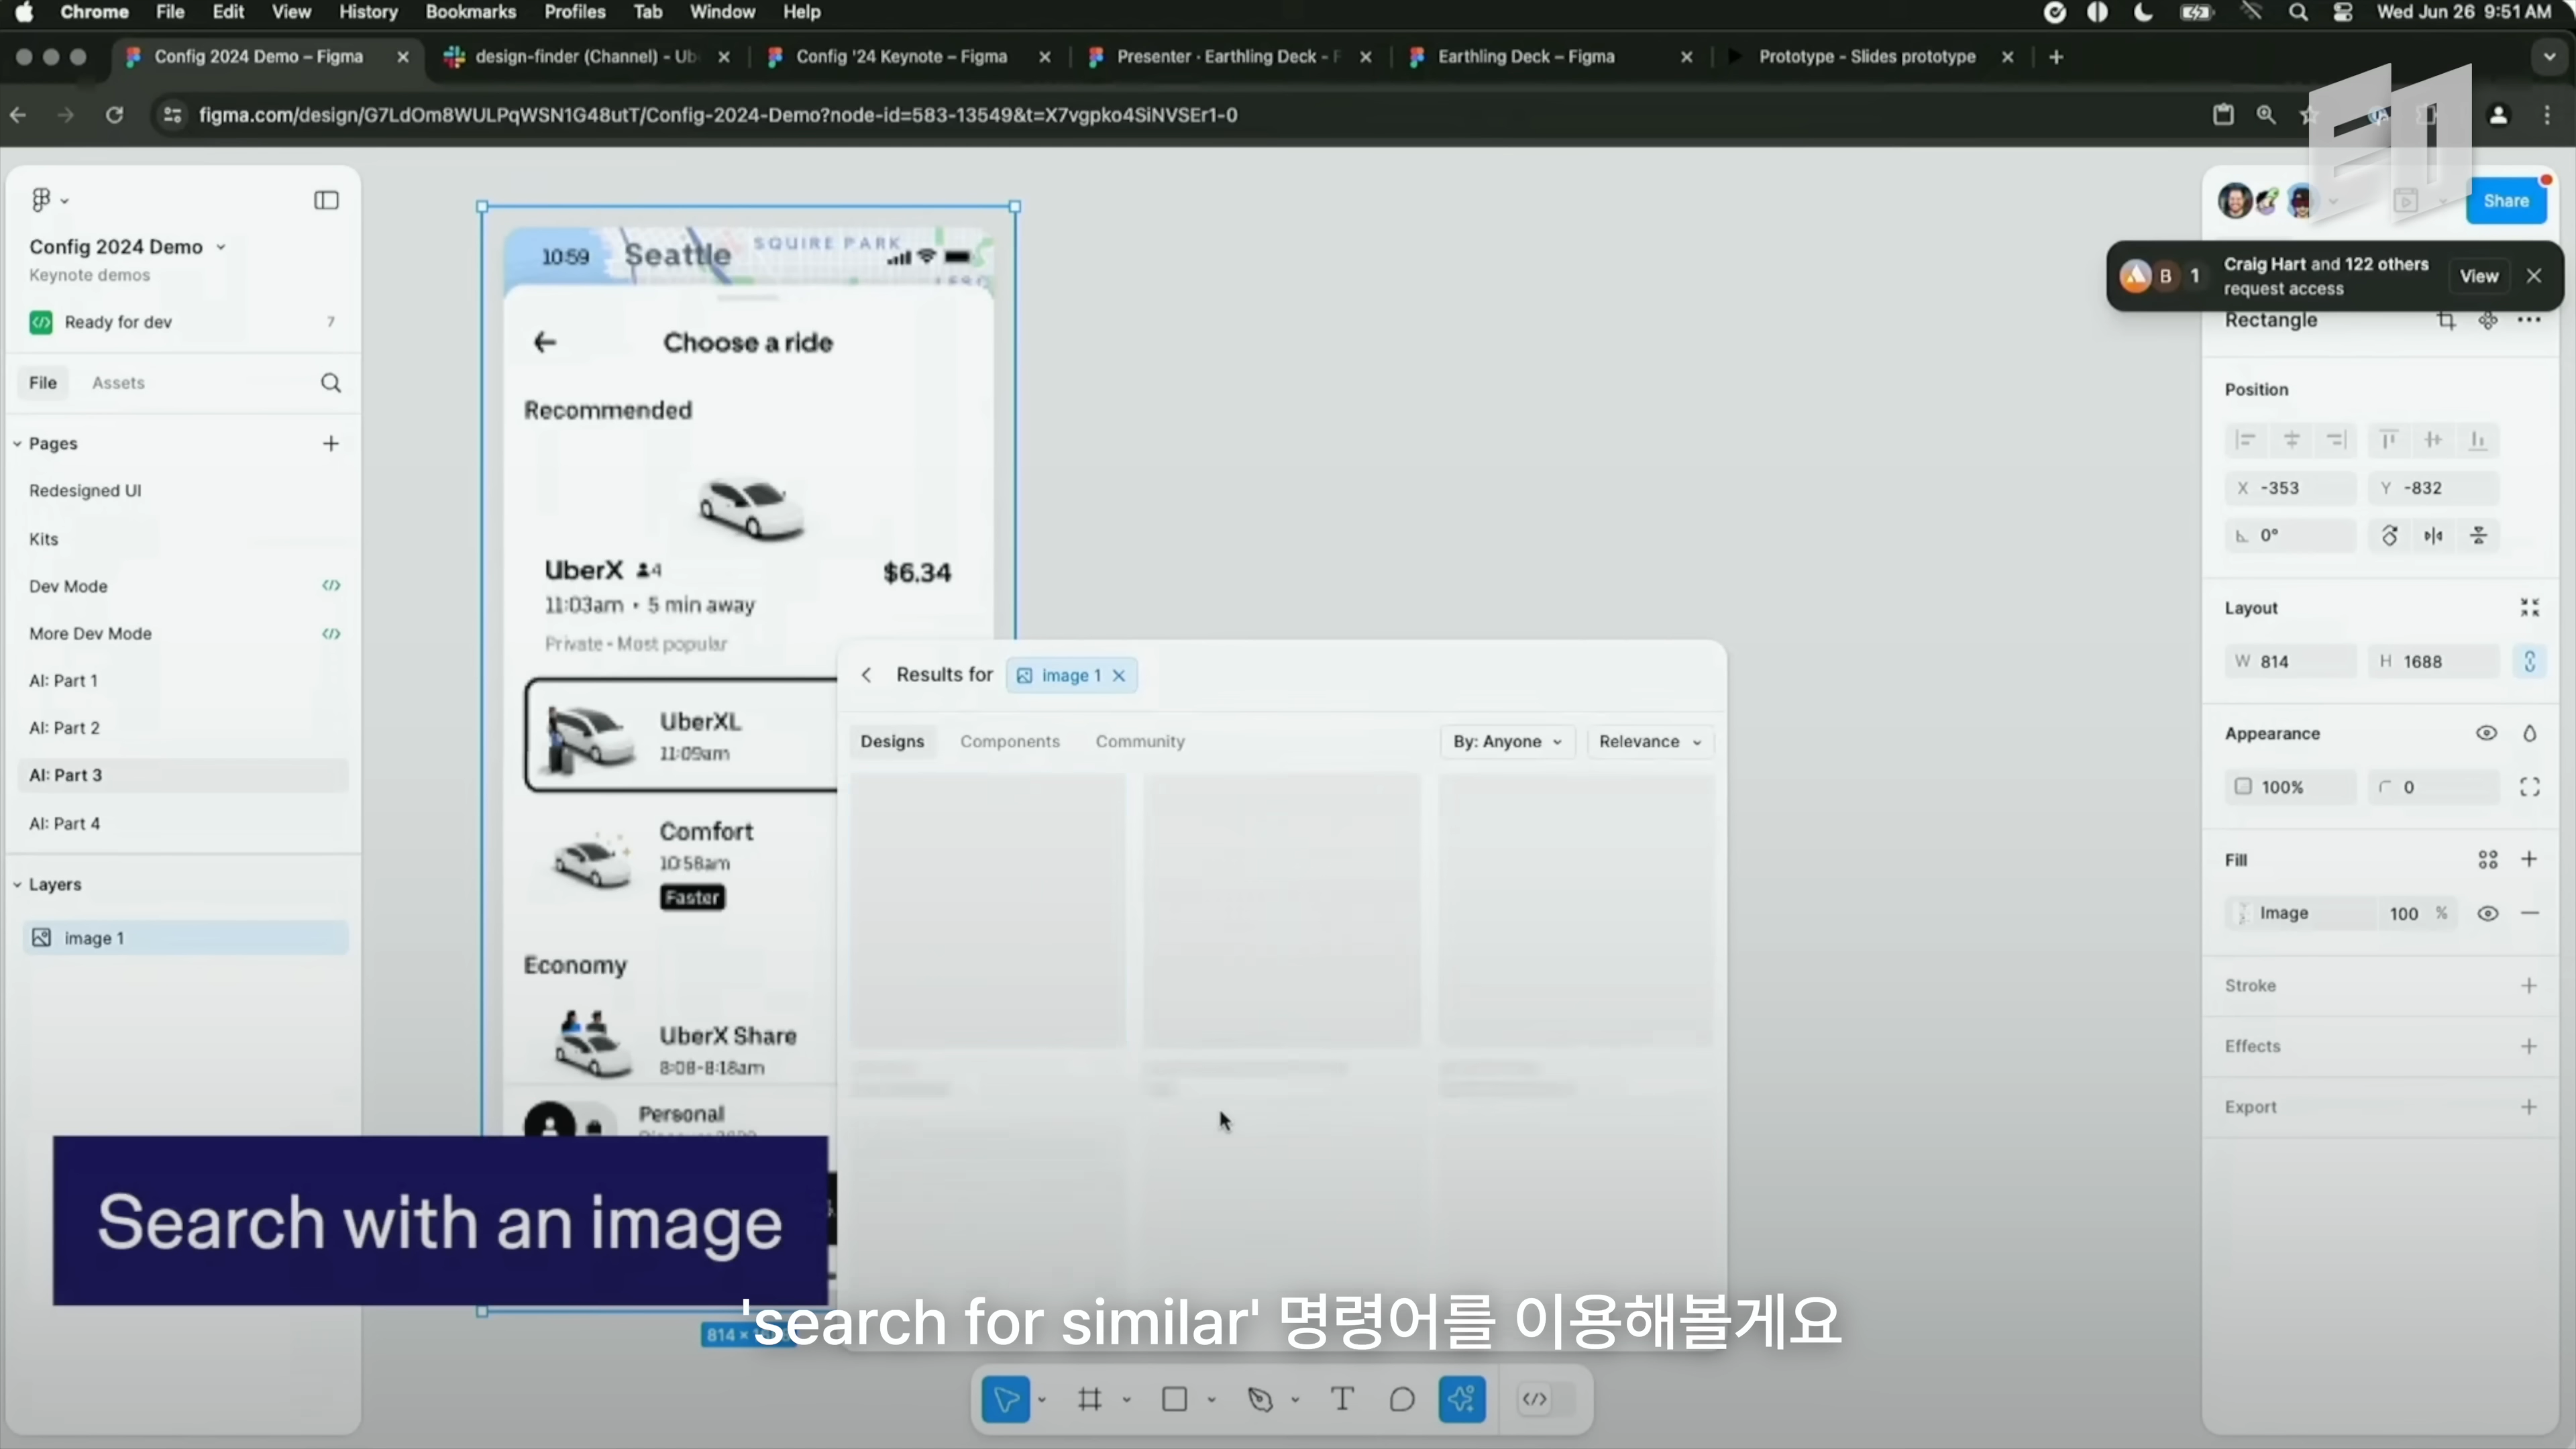 Chrome File Edit View History Bookmarks Profiles Tab Window Help
Wed Jun 26 9:51 AM
Config 2024 Demo – Figma
design-finder (Channel) - Ub
Config '24 Keynote – Figma
Presenter · Earthling Deck - F
Earthling Deck – Figma
Prototype - Slides prototype
figma.com/design/G7LdOm8WULPqWSN1G48utT/Config-2024-Demo?node-id=583-13549&t=X7vgpko4SiNVSEr1-0
EO
Config 2024 Demo
Keynote demos
Ready for dev 7
File Assets
Pages
Redesigned UI
Kits
Dev Mode
More Dev Mode
AI: Part 1
AI: Part 2
AI: Part 3
AI: Part 4
Layers
image 1
10:59 Seattle SQUIRE PARK
Choose a ride
Recommended
UberX 4 $6.34
11:03am • 5 min away
Private • Most popular
UberXL
11:09am
Comfort
10:58am
Faster
Economy
UberX Share
8:08-8:18am
Personal
Results for image 1
Designs Components Community By: Anyone Relevance
Share
B 1 Craig Hart and 122 others request access View
Rectangle
Position
X -353 Y -832
0°
Layout
W 814 H 1688
Appearance
100% 0
Fill
Image 100 %
Stroke
Effects
Export
Search with an image
'search for similar' 명령어를 이용해볼게요
814 ×